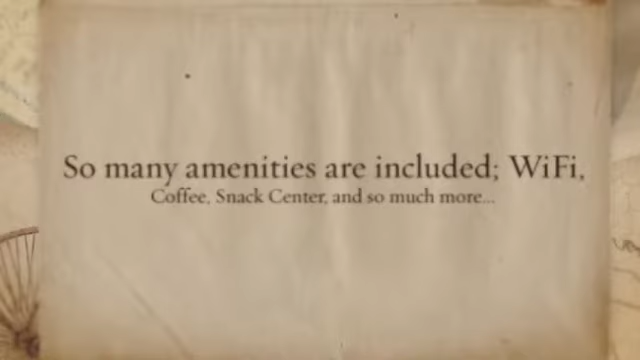 So many amenities are included; WiFi,
Coffee, Snack Center, and so much more...